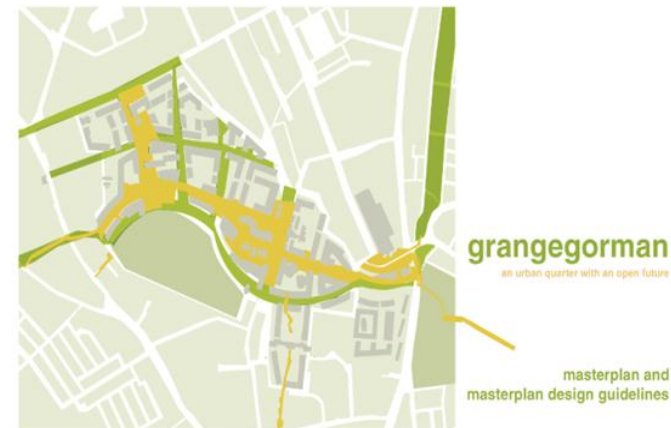 grangegorman
an urban quarter with an open future
masterplan and
masterplan design guidelines